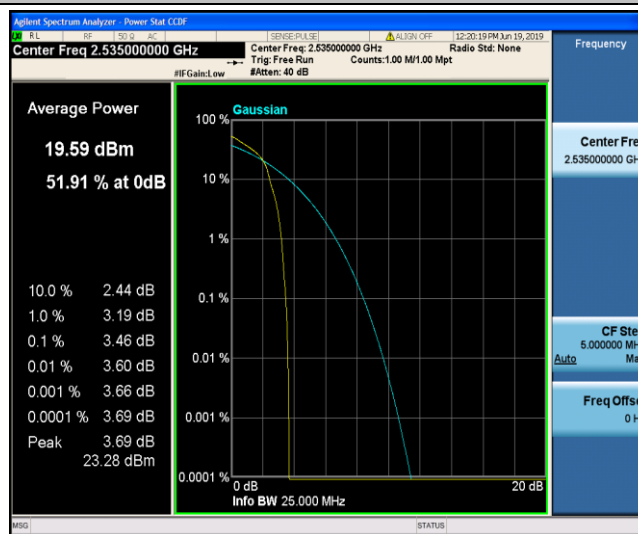 Agilent Spectrum Analyzer - Power Stat CCDF
RL RF 50 Ω AC SENSE:PULSE ALIGN OFF 12:20:19 PM Jun 19, 2019
Center Freq 2.535000000 GHz
Center Freq: 2.535000000 GHz Radio Std: None
Trig: Free Run Counts:1.00 M/1.00 Mpt
#IFGain:Low #Atten: 40 dB
Frequency
Average Power
19.59 dBm
51.91 % at 0dB
10.0 % 2.44 dB
1.0 % 3.19 dB
0.1 % 3.46 dB
0.01 % 3.60 dB
0.001 % 3.66 dB
0.0001 % 3.69 dB
Peak 3.69 dB
23.28 dBm
Gaussian
100 %
10 %
1 %
0.1 %
0.01 %
0.001 %
0.0001 %
0 dB 20 dB
Info BW 25.000 MHz
Center Fre
2.535000000 GH
CF Ste
5.000000 MH
Auto Ma
Freq Offse
0 H
MSG STATUS